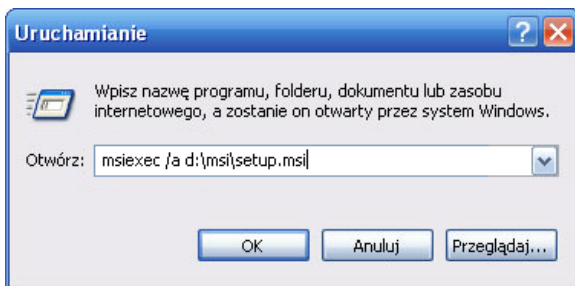 Uruchamianie
Wpisz nazwę programu, folderu, dokumentu lub zasobu
internetowego, a zostanie on otwarty przez system Windows.
Otwórz: msiexec /a d:\msi\setup.msi
OK Anuluj Przeglądaj...